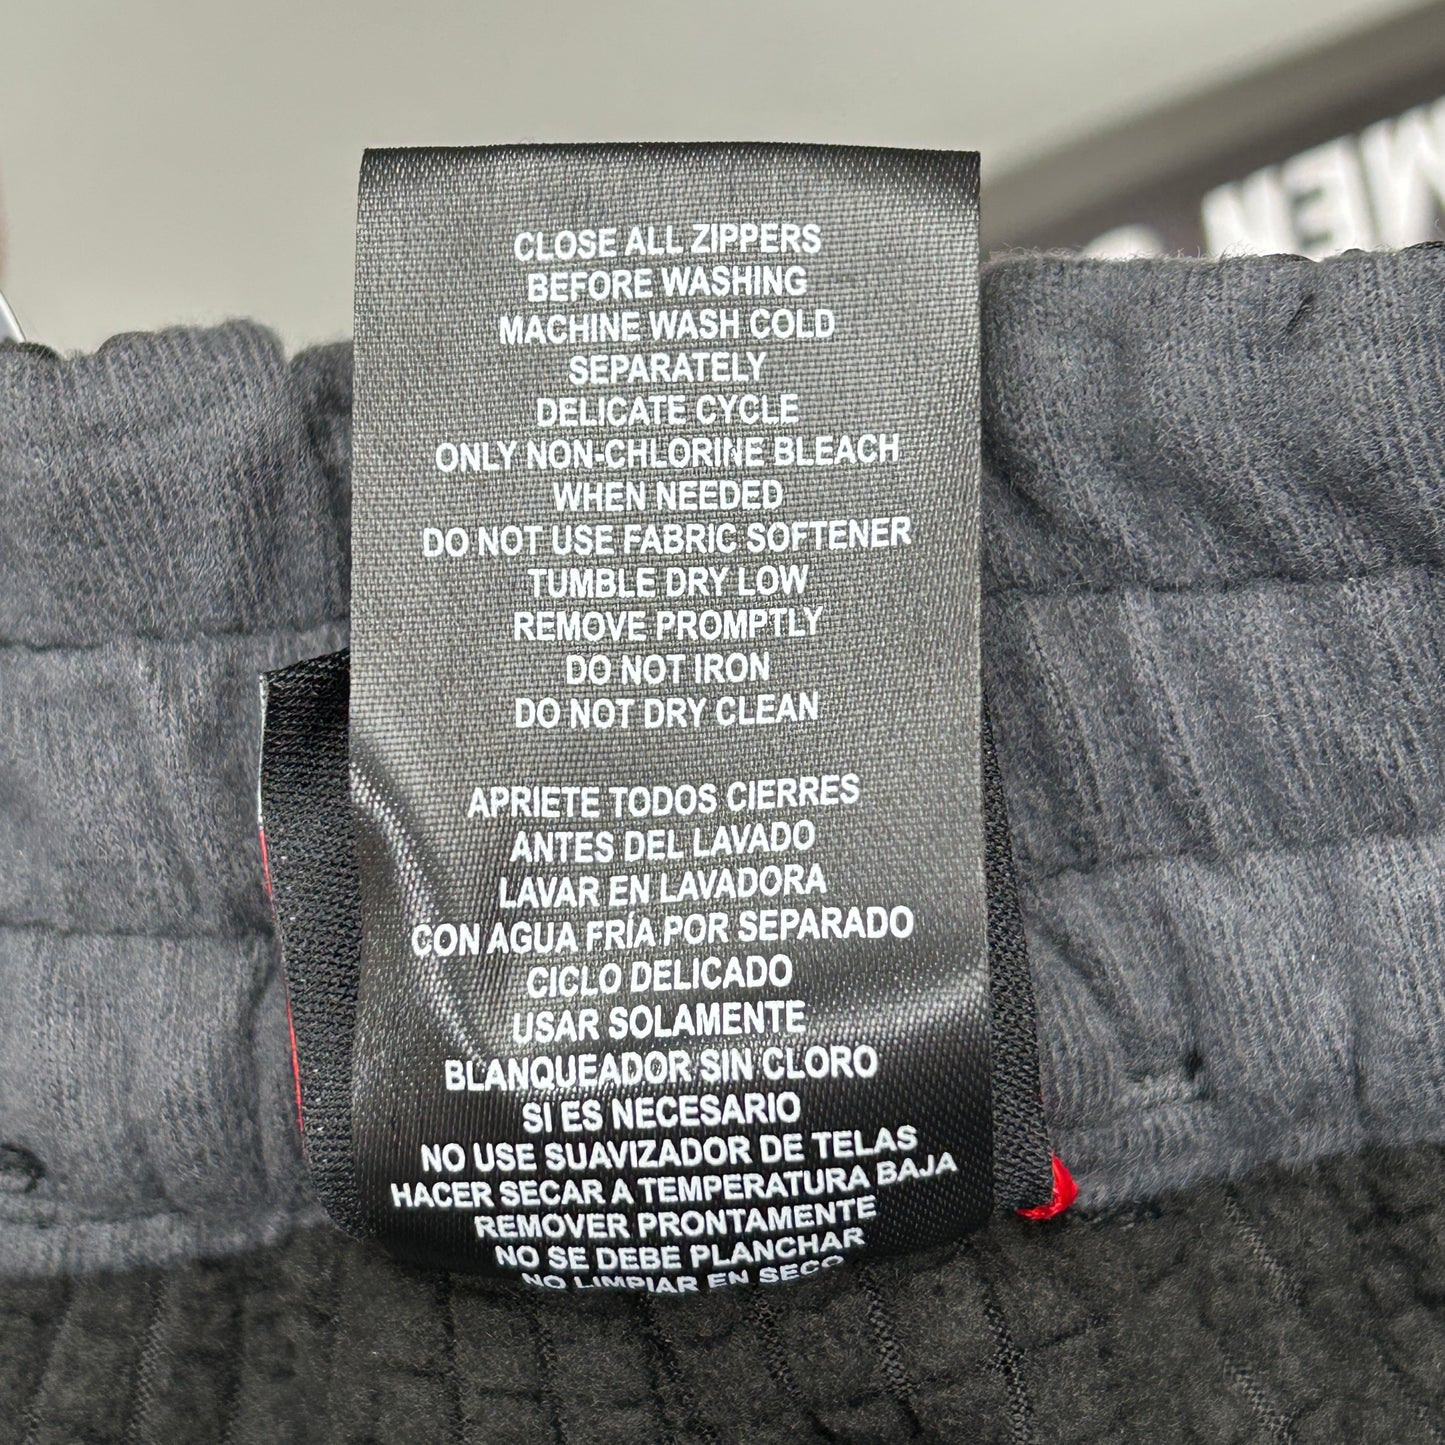 CLOSE ALL ZIPPERS
BEFORE WASHING
MACHINE WASH COLD
SEPARATELY
DELICATE CYCLE
ONLY NON-CHLORINE BLEACH
WHEN NEEDED
DO NOT USE FABRIC SOFTENER
TUMBLE DRY LOW
REMOVE PROMPTLY
DO NOT IRON
DO NOT DRY CLEAN
APRIETE TODOS CIERRES
ANTES DEL LAVADO
LAVAR EN LAVADORA
CON AGUA FRÍA POR SEPARADO
CICLO DELICADO
USAR SOLAMENTE
BLANQUEADOR SIN CLORO
SI ES NECESARIO
NO USE SUAVIZADOR DE TELAS
HACER SECAR A TEMPERATURA BAJA
REMOVER PRONTAMENTE
NO SE DEBE PLANCHAR
NO LIMPIAR EN SECO